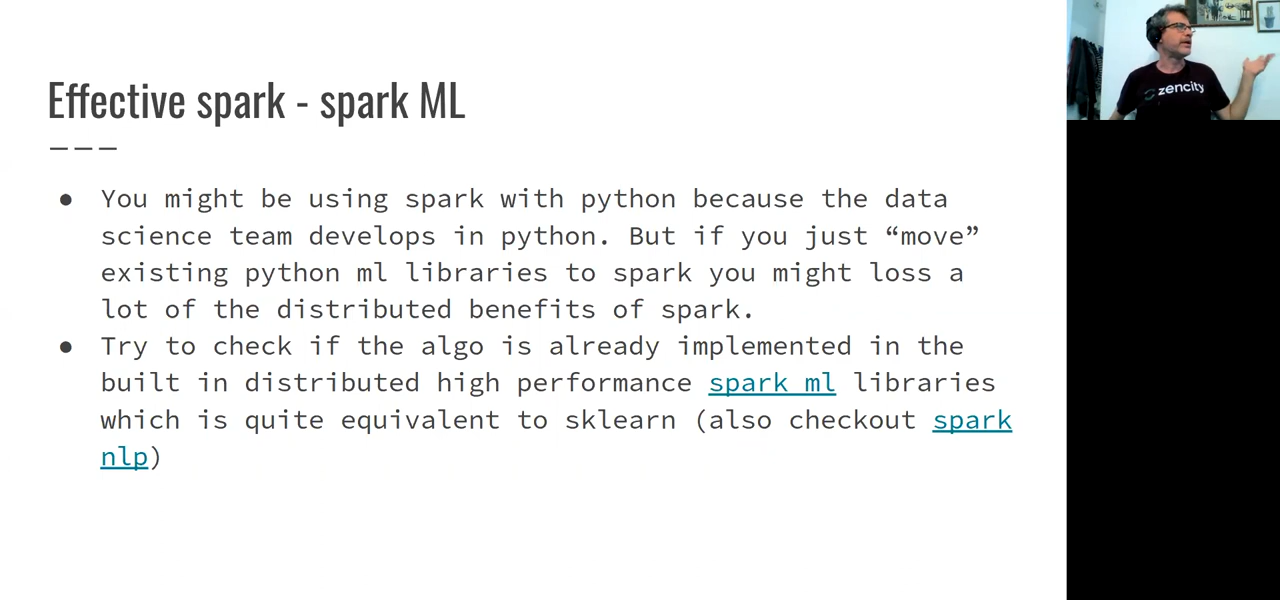 Effective spark - spark ML
● You might be using spark with python because the data
science team develops in python. But if you just “move”
existing python ml libraries to spark you might loss a
lot of the distributed benefits of spark.
● Try to check if the algo is already implemented in the
built in distributed high performance spark ml libraries
which is quite equivalent to sklearn (also checkout spark
nlp)
zencity